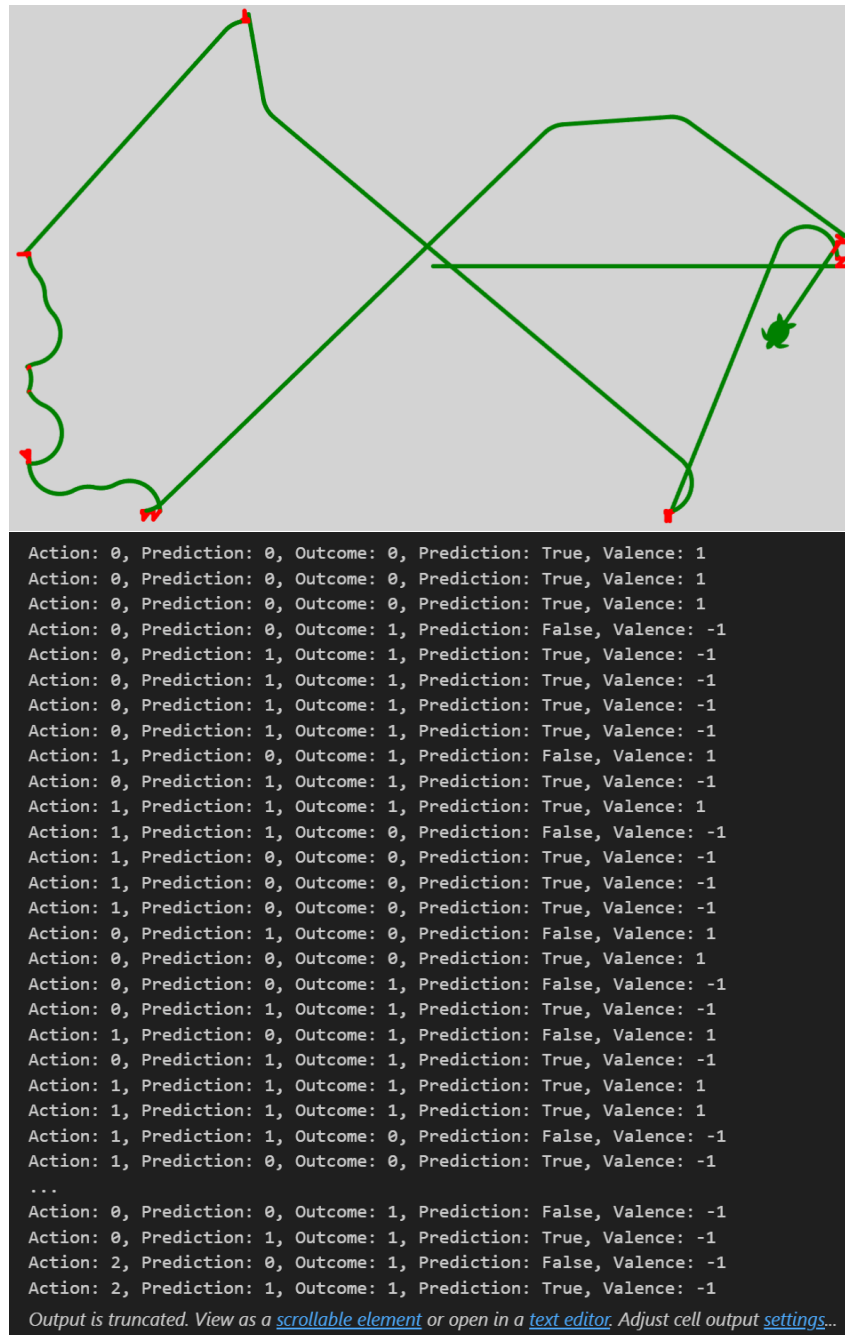 Action: 0, Prediction: 0, Outcome: 0, Prediction: True, Valence: 1
Action: 0, Prediction: 0, Outcome: 0, Prediction: True, Valence: 1
Action: 0, Prediction: 0, Outcome: 0, Prediction: True, Valence: 1
Action: 0, Prediction: 0, Outcome: 1, Prediction: False, Valence: -1
Action: 0, Prediction: 1, Outcome: 1, Prediction: True, Valence: -1
Action: 0, Prediction: 1, Outcome: 1, Prediction: True, Valence: -1
Action: 0, Prediction: 1, Outcome: 1, Prediction: True, Valence: -1
Action: 0, Prediction: 1, Outcome: 1, Prediction: True, Valence: -1
Action: 1, Prediction: 0, Outcome: 1, Prediction: False, Valence: 1
Action: 0, Prediction: 1, Outcome: 1, Prediction: True, Valence: -1
Action: 1, Prediction: 1, Outcome: 1, Prediction: True, Valence: 1
Action: 1, Prediction: 1, Outcome: 0, Prediction: False, Valence: -1
Action: 1, Prediction: 0, Outcome: 0, Prediction: True, Valence: -1
Action: 1, Prediction: 0, Outcome: 0, Prediction: True, Valence: -1
Action: 1, Prediction: 0, Outcome: 0, Prediction: True, Valence: -1
Action: 0, Prediction: 1, Outcome: 0, Prediction: False, Valence: 1
Action: 0, Prediction: 0, Outcome: 0, Prediction: True, Valence: 1
Action: 0, Prediction: 0, Outcome: 1, Prediction: False, Valence: -1
Action: 0, Prediction: 1, Outcome: 1, Prediction: True, Valence: -1
Action: 1, Prediction: 0, Outcome: 1, Prediction: False, Valence: 1
Action: 0, Prediction: 1, Outcome: 1, Prediction: True, Valence: -1
Action: 1, Prediction: 1, Outcome: 1, Prediction: True, Valence: 1
Action: 1, Prediction: 1, Outcome: 1, Prediction: True, Valence: 1
Action: 1, Prediction: 1, Outcome: 0, Prediction: False, Valence: -1
Action: 1, Prediction: 0, Outcome: 0, Prediction: True, Valence: -1
...
Action: 0, Prediction: 0, Outcome: 1, Prediction: False, Valence: -1
Action: 0, Prediction: 1, Outcome: 1, Prediction: True, Valence: -1
Action: 2, Prediction: 0, Outcome: 1, Prediction: False, Valence: -1
Action: 2, Prediction: 1, Outcome: 1, Prediction: True, Valence: -1
Output is truncated. View as a scrollable element or open in a text editor. Adjust cell output settings...